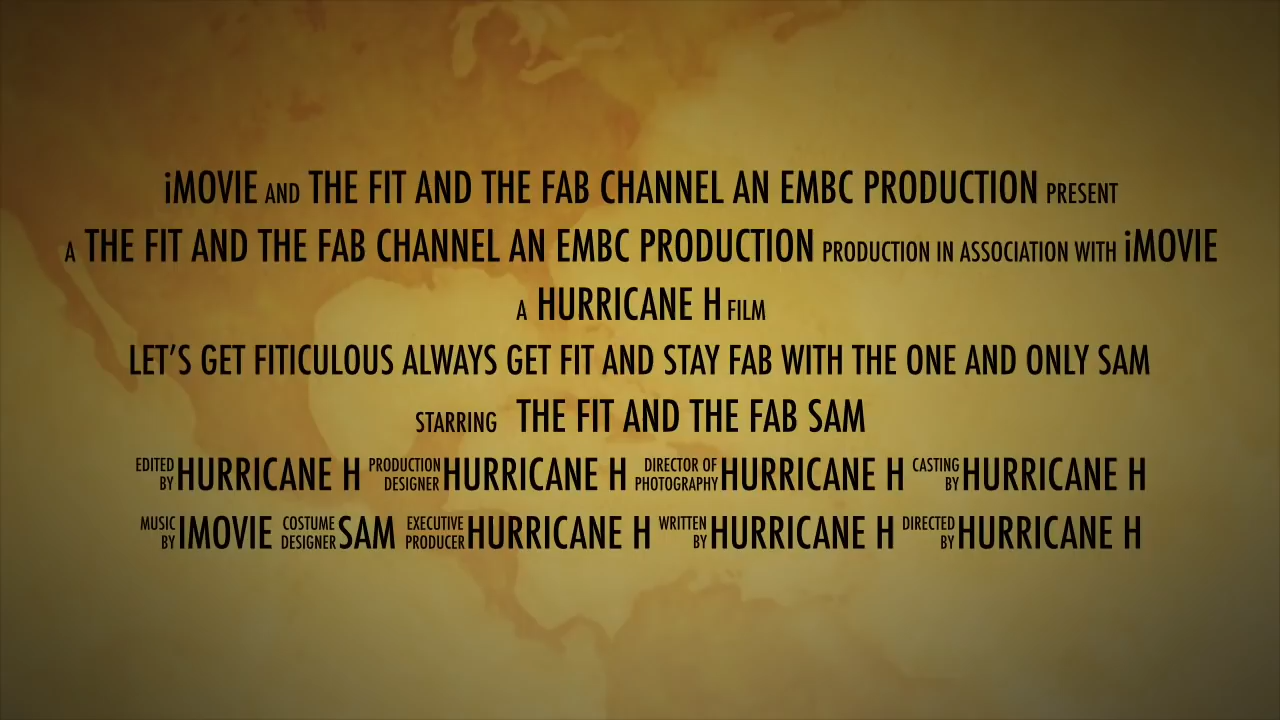 iMOVIE AND THE FIT AND THE FAB CHANNEL AN EMBC PRODUCTION PRESENT
A THE FIT AND THE FAB CHANNEL AN EMBC PRODUCTION PRODUCTION IN ASSOCIATION WITH iMOVIE
A HURRICANE H FILM
LET'S GET FITICULOUS ALWAYS GET FIT AND STAY FAB WITH THE ONE AND ONLY SAM
STARRING THE FIT AND THE FAB SAM
EDITED BY HURRICANE H PRODUCTION DESIGNER HURRICANE H DIRECTOR OF PHOTOGRAPHY HURRICANE H CASTING BY HURRICANE H
MUSIC BY IMOVIE COSTUME DESIGNER SAM EXECUTIVE PRODUCER HURRICANE H WRITTEN BY HURRICANE H DIRECTED BY HURRICANE H